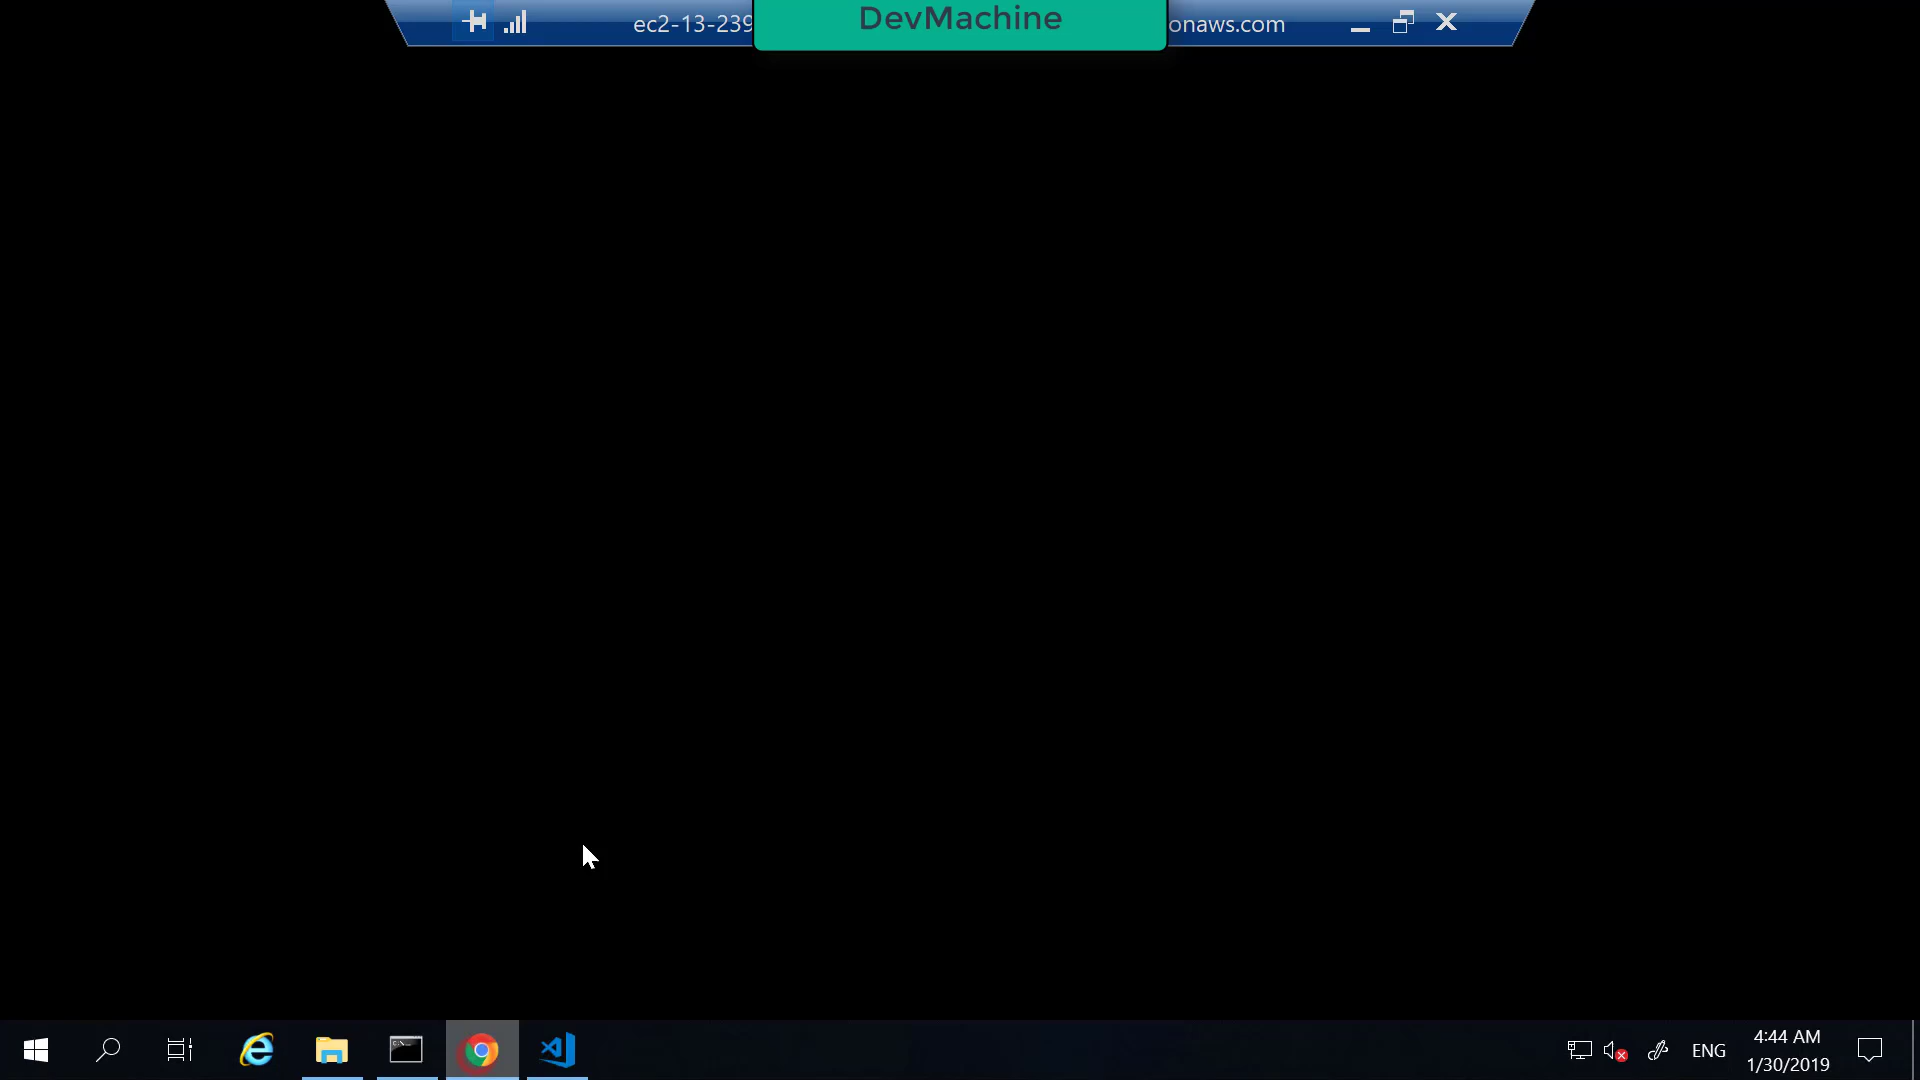 ec2-13-239
DevMachine
onaws.com
ENG
4:44 AM
1/30/2019